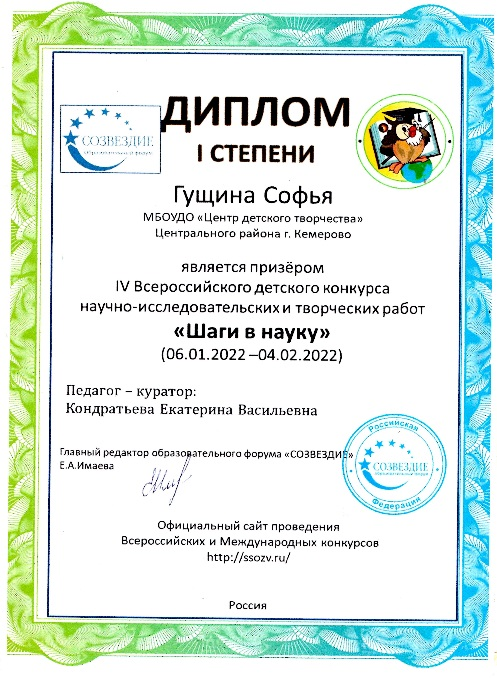 СОЗВЕЗДИЕ
ДИПЛОМ
I СТЕПЕНИ
Гущина Софья
МБОУДО «Центр детского творчества»
Центрального района г. Кемерово
является призёром
IV Всероссийского детского конкурса
научно-исследовательских и творческих работ
«Шаги в науку»
(06.01.2022 –04.02.2022)
Педагог – куратор:
Кондратьева Екатерина Васильевна
Главный редактор образовательного форума «СОЗВЕЗДИЕ»
Е.А.Имаева
Российская
СОЗВЕЗДИЕ
Федерации
Официальный сайт проведения
Всероссийских и Международных конкурсов
http://ssozv.ru/
Россия